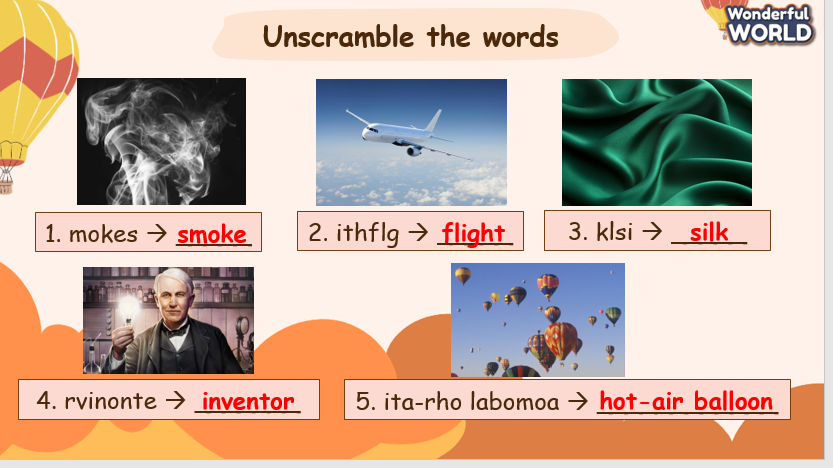 Unscramble the words
Wonderful
WORLD
1. mokes → smoke
2. ithflg → flight
3. klsi → silk
4. rvinonte → inventor
5. ita-rho labomoa → hot-air balloon